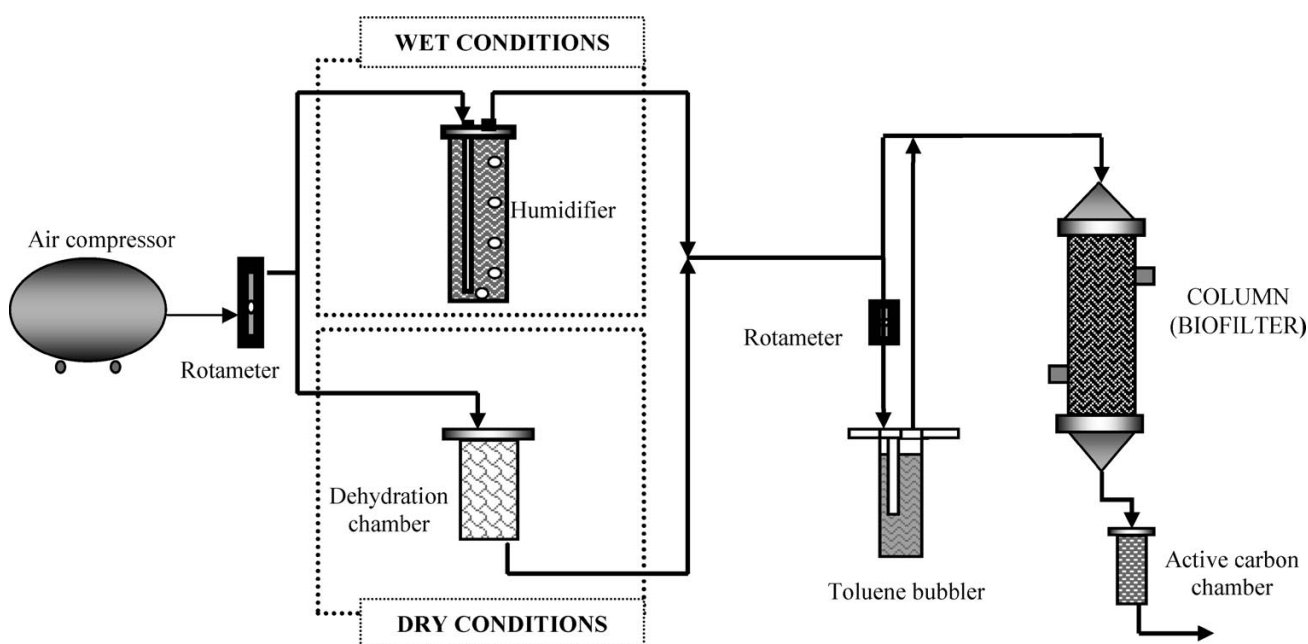 WET CONDITIONS
Humidifier
Air compressor
Rotameter
COLUMN
(BIOFILTER)
Rotameter
Dehydration
chamber
Toluene bubbler
Active carbon
chamber
DRY CONDITIONS